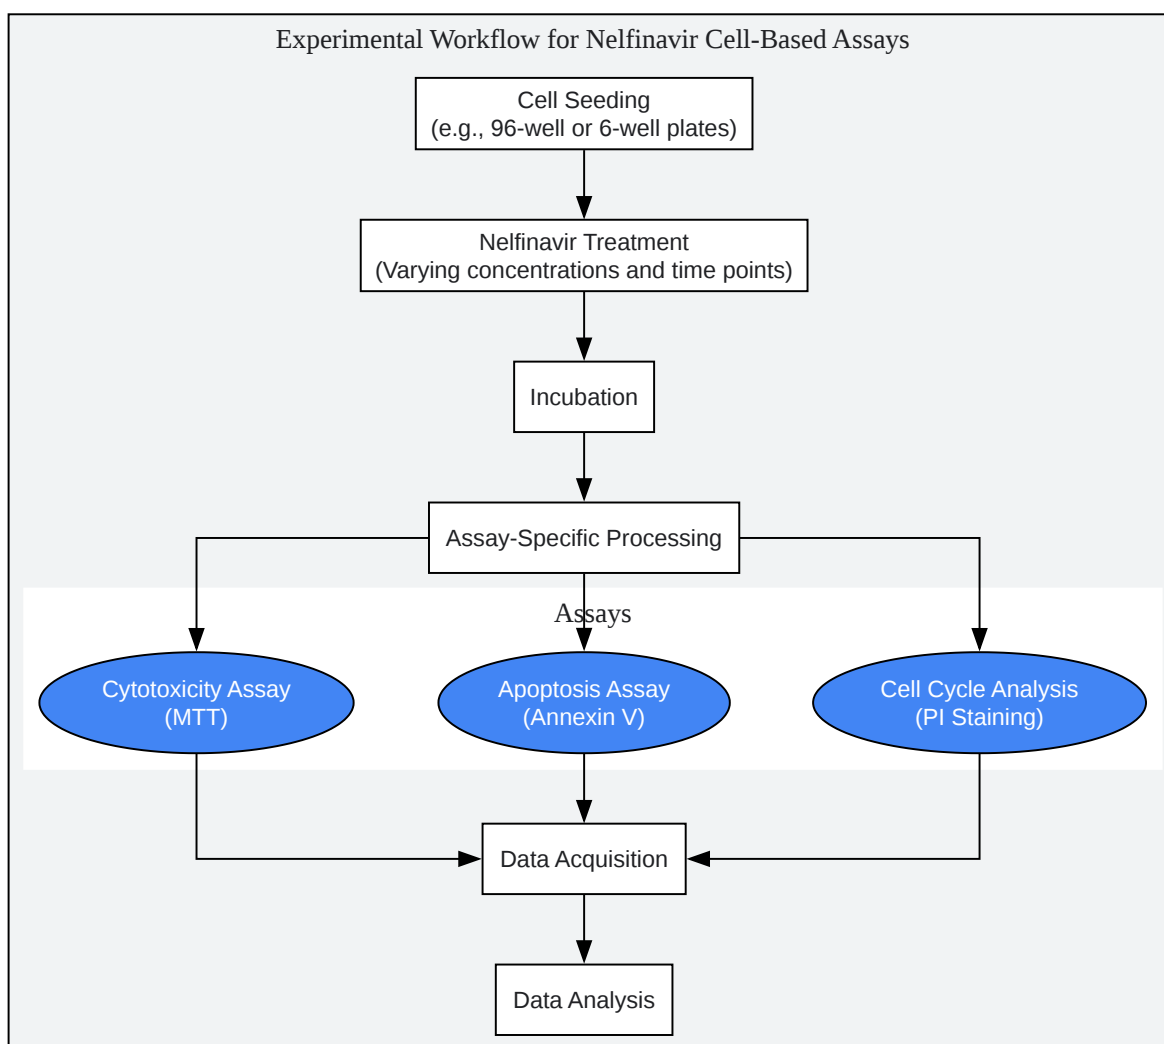 Experimental Workflow for Nelfinavir Cell-Based Assays
Cell Seeding
(e.g., 96-well or 6-well plates)
Nelfinavir Treatment
(Varying concentrations and time points)
Incubation
Assay-Specific Processing
Assays
Cytotoxicity Assay
(MTT)
Apoptosis Assay
(Annexin V)
Cell Cycle Analysis
(PI Staining)
Data Acquisition
Data Analysis